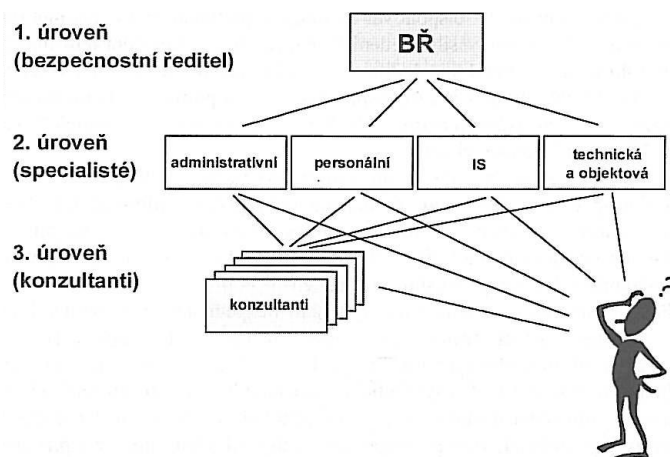 1. úroveň
(bezpečnostní ředitel)
BŘ
2. úroveň
(specialisté)
administrativní
personální
IS
technická
a objektová
3. úroveň
(konzultanti)
konzultanti
? ?